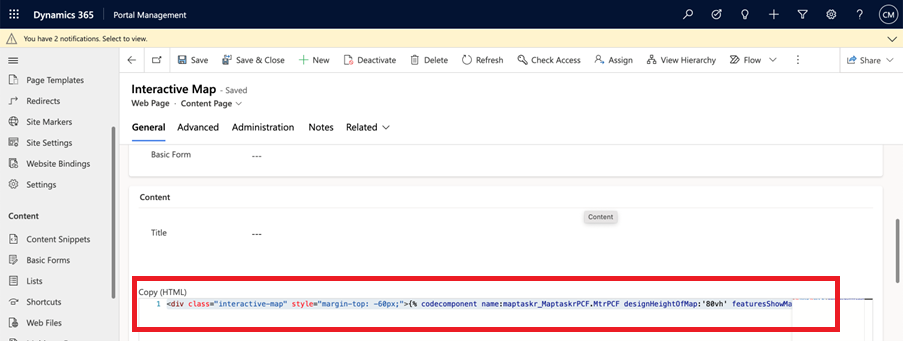 Dynamics 365 Portal Management CM
You have 2 notifications. Select to view.
Save Save & Close New Deactivate Delete Refresh Check Access Assign View Hierarchy Flow Share
Page Templates
Redirects
Site Markers
Site Settings
Website Bindings
Settings
Content
Content Snippets
Basic Forms
Lists
Shortcuts
Web Files
Interactive Map - Saved
Web Page · Content Page
General Advanced Administration Notes Related
Basic Form ---
Content
Content
Title ---
Copy (HTML)
1 <div class="interactive-map" style="margin-top: -60px;">{% codecomponent name:maptaskr_MaptaskrPCF.MtrPCF designHeightOfMap:'80vh' featuresShowMa